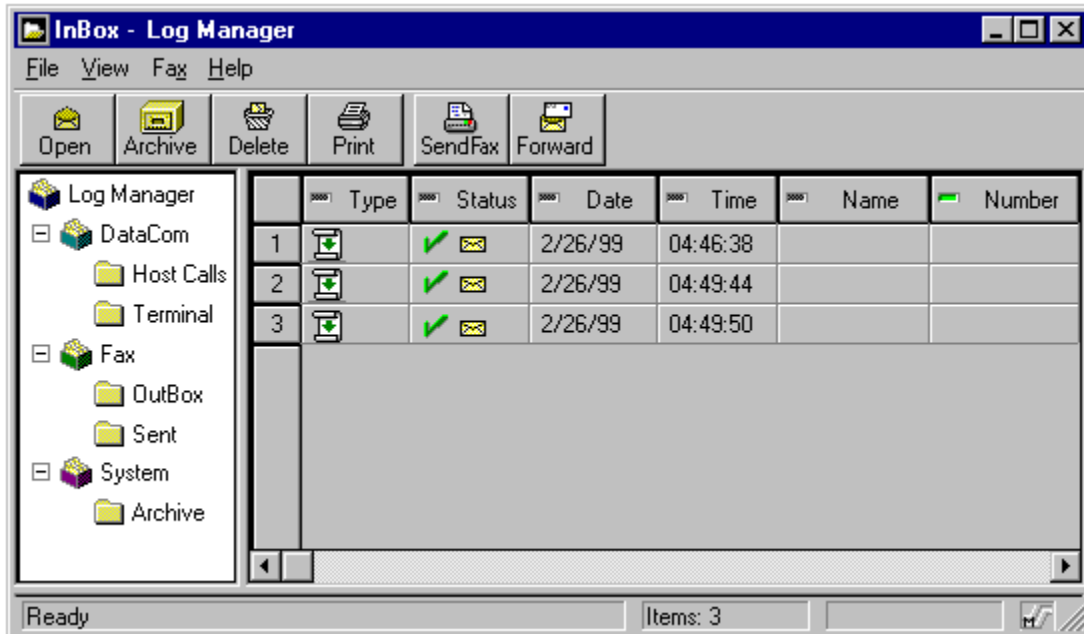 InBox - Log Manager
File View Fax Help
Open Archive Delete Print SendFax Forward
Log Manager
DataCom
Host Calls
Terminal
Fax
OutBox
Sent
System
Archive
Type Status Date Time Name Number
1 2/26/99 04:46:38
2 2/26/99 04:49:44
3 2/26/99 04:49:50
Ready Items: 3
M